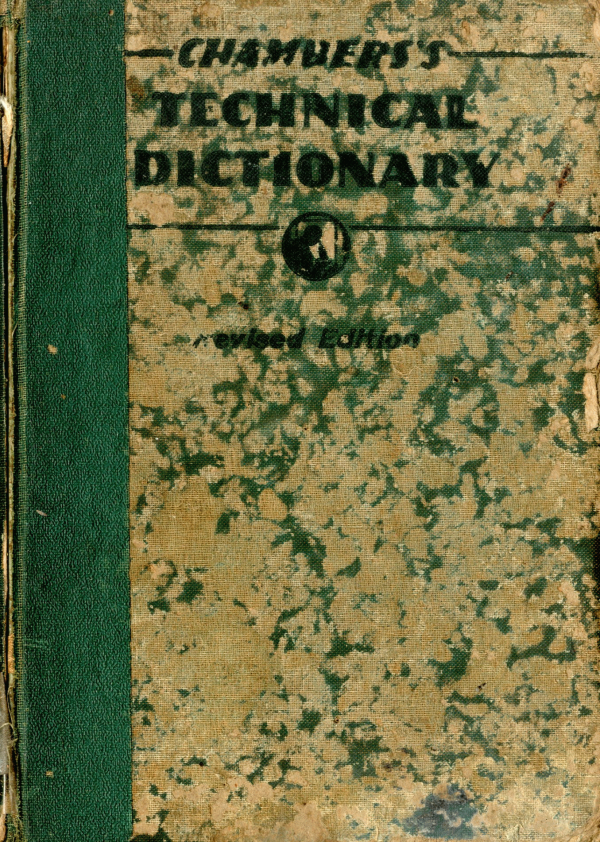 CHAMBERS'S
TECHNICAL
DICTIONARY
Revised Edition